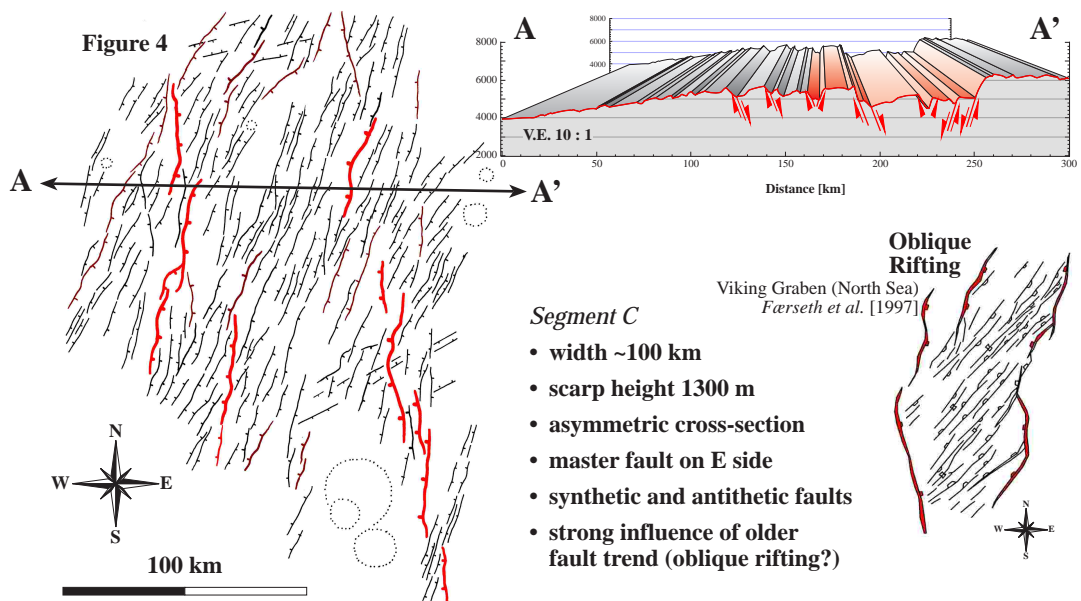 Figure 4
A
A'
N
W
E
S
100 km
A
A'
8000
6000
4000
8000
6000
4000
2000
V.E. 10 : 1
0
50
100
150
200
250
300
Distance [km]
Oblique
Rifting
Viking Graben (North Sea)
Færseth et al. [1997]
N
W
E
S
Segment C
• width ~100 km
• scarp height 1300 m
• asymmetric cross-section
• master fault on E side
• synthetic and antithetic faults
• strong influence of older
fault trend (oblique rifting?)